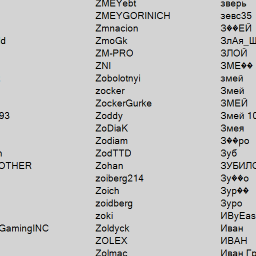 ZMEYebt зверь
ZMEYGORINICH зевс35
Zmnacion З��ЕЙ
d ZmoGk ЗлАя_Ш
ZM-PRO ЗЛОЙ
ZNI ЗМЕ��
Zobolotnyi змей
zocker Змей
ZockerGurke ЗМЕЙ
93 Zoddy Змей 10
ZoDiaK Змея
Zodiam З��ро
ZodTTD Зуб
OTHER Zohan ЗУБИЛО
zoiberg214 Зу��о
Zoich Зур��
zoidberg Зуро
zoki ИByEas
GamingINC Zoldyck Иван
ZOLEX ИВАН
Zolmac Иван Гр